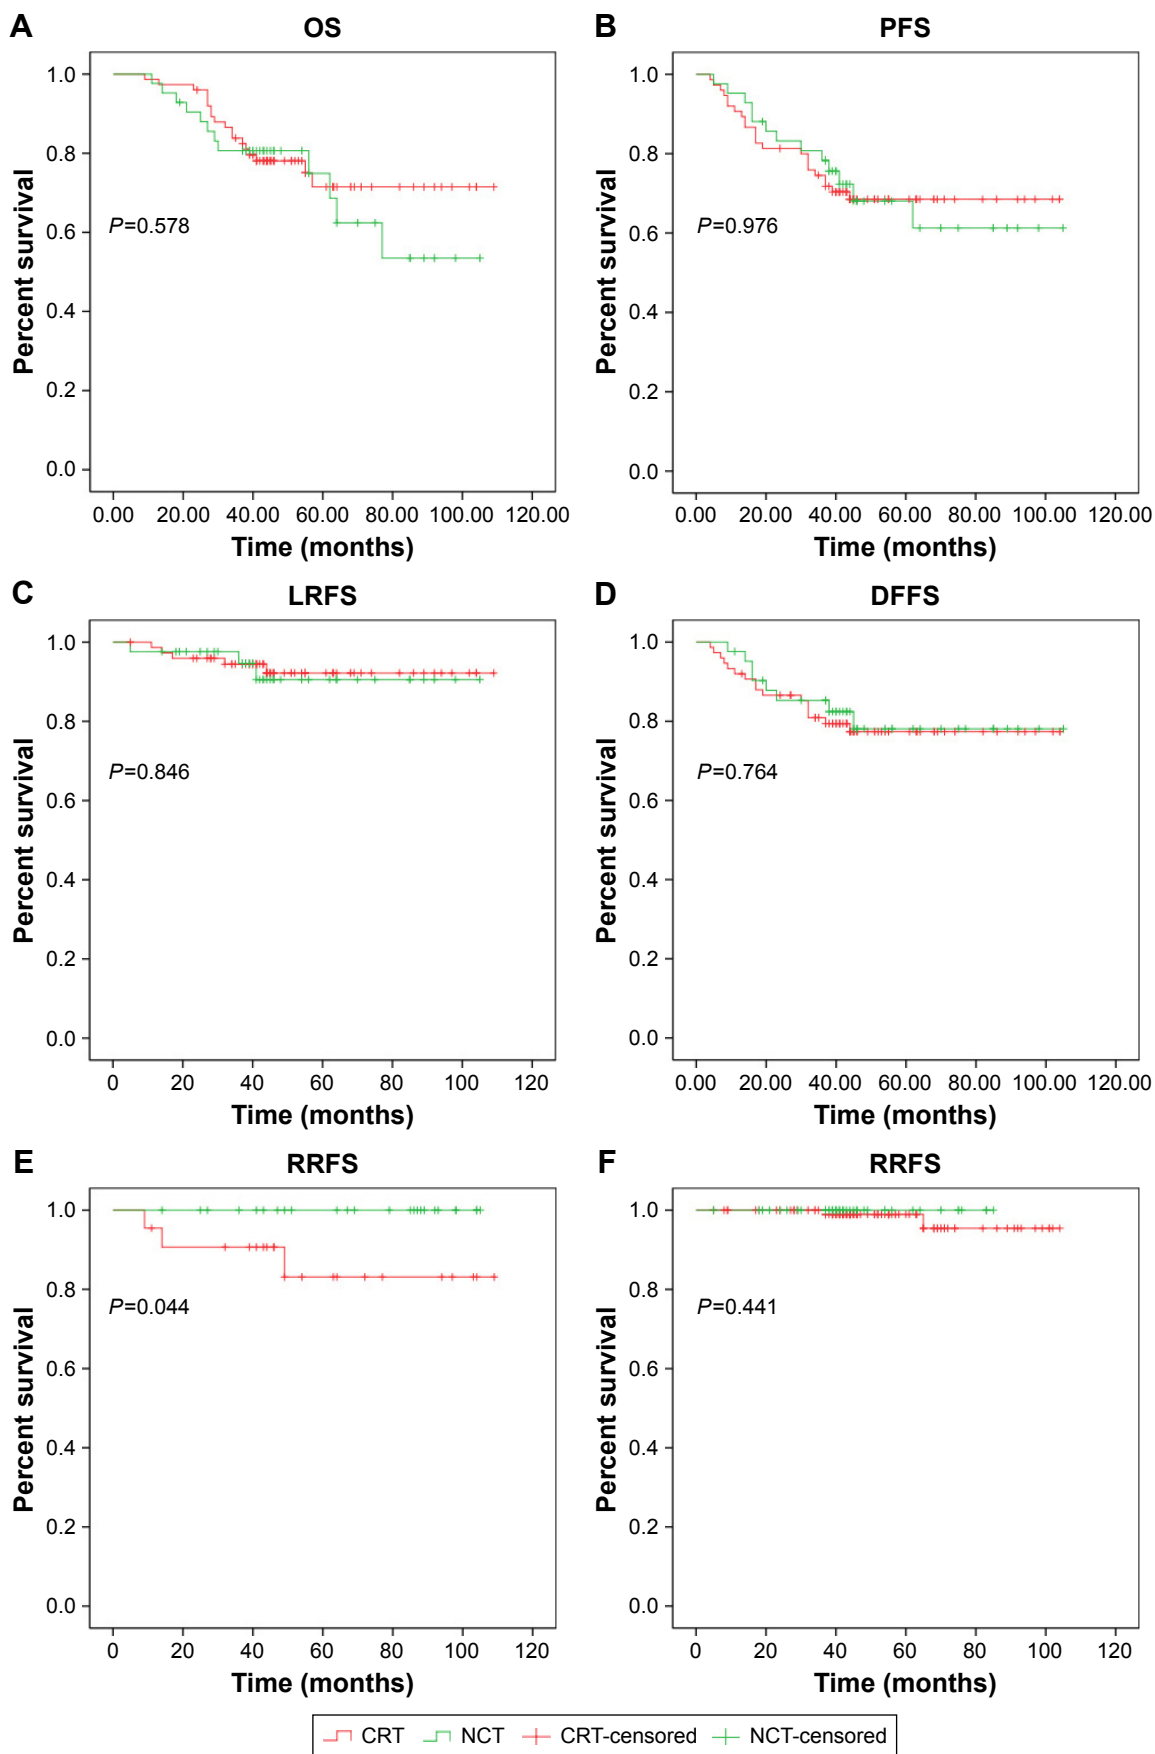 A
OS
Percent survival
1.0
0.8
0.6
0.4
0.2
0.0
P=0.578
0.00 20.00 40.00 60.00 80.00 100.00 120.00
Time (months)
B
PFS
Percent survival
1.0
0.8
0.6
0.4
0.2
0.0
P=0.976
0.00 20.00 40.00 60.00 80.00 100.00 120.00
Time (months)
C
LRFS
Percent survival
1.0
0.8
0.6
0.4
0.2
0.0
P=0.846
0 20 40 60 80 100 120
Time (months)
D
DFFS
Percent survival
1.0
0.8
0.6
0.4
0.2
0.0
P=0.764
0.00 20.00 40.00 60.00 80.00 100.00 120.00
Time (months)
E
RRFS
Percent survival
1.0
0.8
0.6
0.4
0.2
0.0
P=0.044
0 20 40 60 80 100 120
Time (months)
F
RRFS
Percent survival
1.0
0.8
0.6
0.4
0.2
0.0
P=0.441
0 20 40 60 80 100 120
Time (months)
CRT NCT CRT-censored NCT-censored